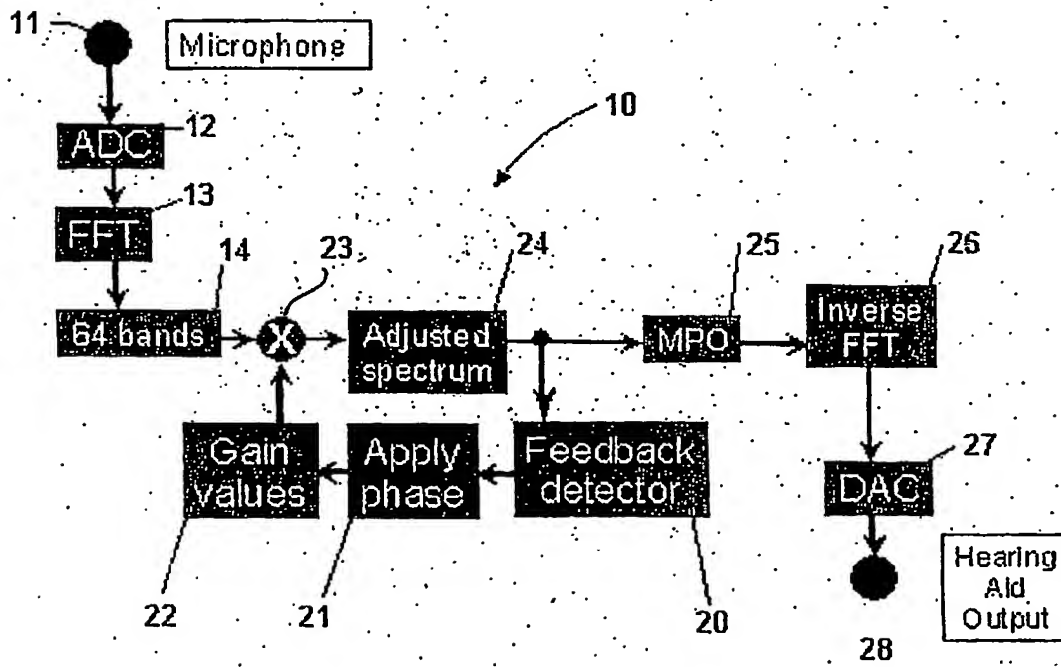 11
Microphone
10
12
ADC
13
FFT
14
23
24
25
26
64 bands
X
Adjusted
spectrum
MPO
Inverse
FFT
Gain
values
Apply
phase
Feedback
detector
27
DAC
22
21
20
28
Hearing
Aid
Output